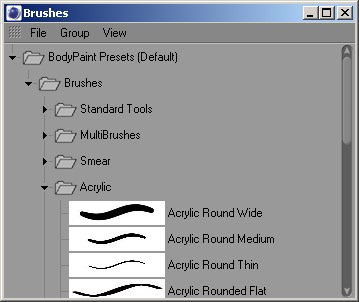 Brushes
File Group View
BodyPaint Presets (Default)
Brushes
Standard Tools
MultiBrushes
Smear
Acrylic
Acrylic Round Wide
Acrylic Round Medium
Acrylic Round Thin
Acrylic Rounded Flat